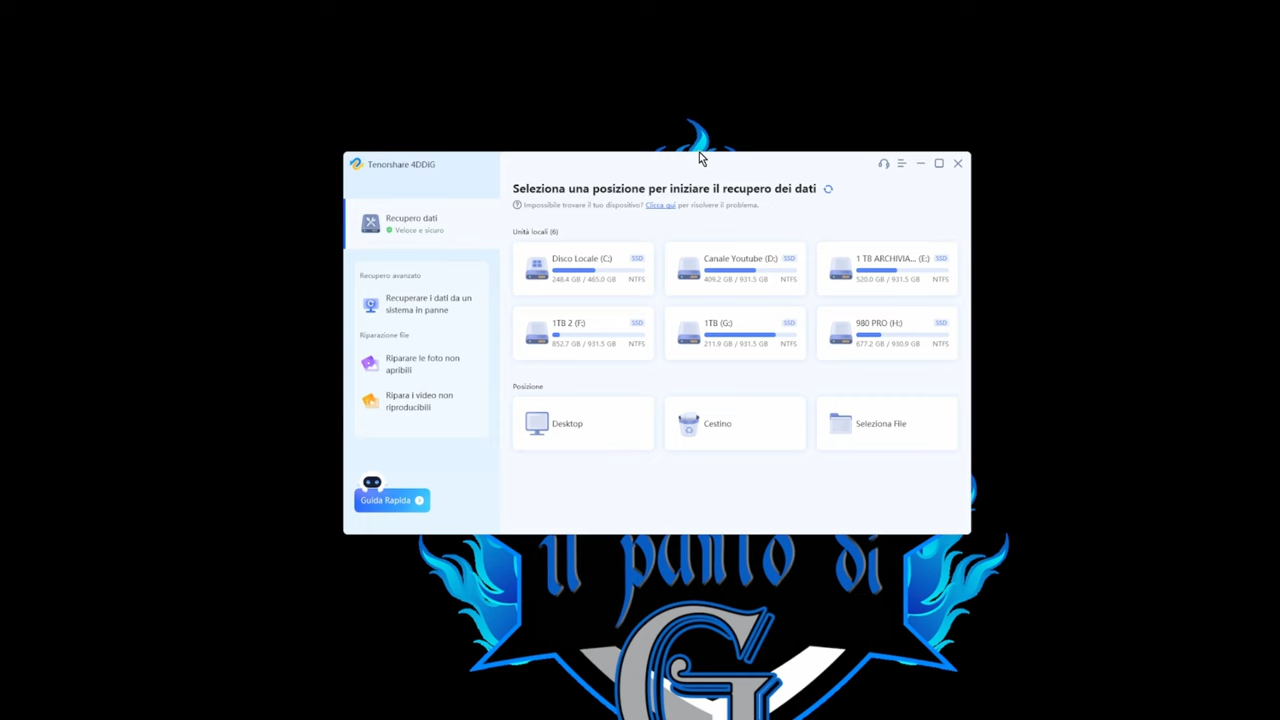 Tenorshare 4DDiG
Seleziona una posizione per iniziare il recupero dei dati
Impossibile trovare il tuo dispositivo? Clicca qui per risolvere il problema.
Recupero dati
Veloce e sicuro
Recupero avanzato
Recuperare i dati da un
sistema in panne
Riparazione file
Riparare le foto non
apribili
Ripara i video non
riproducibili
Guida Rapida
Unità locali (6)
Disco Locale (C:) SSD
248.4 GB / 465.0 GB NTFS
Canale Youtube (D:) SSD
409.2 GB / 931.5 GB NTFS
1 TB ARCHIVIA... (E:) SSD
520.0 GB / 931.5 GB NTFS
1TB 2 (F:) SSD
852.7 GB / 931.5 GB NTFS
1TB (G:) SSD
211.9 GB / 931.5 GB NTFS
980 PRO (H:) SSD
677.2 GB / 930.9 GB NTFS
Posizione
Desktop
Cestino
Seleziona File
il punto di
G